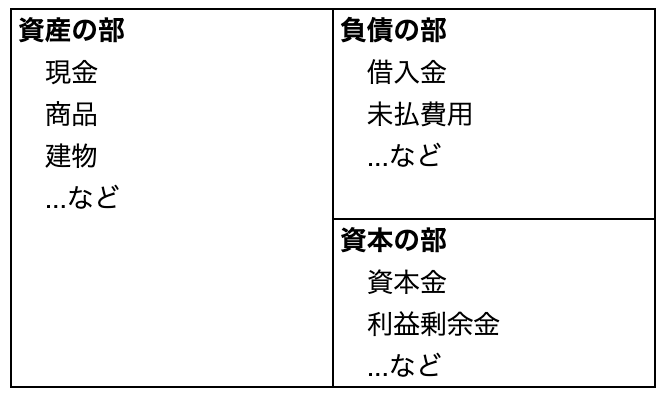 資産の部
現金
商品
建物
...など
負債の部
借入金
未払費用
...など
資本の部
資本金
利益剰余金
...など